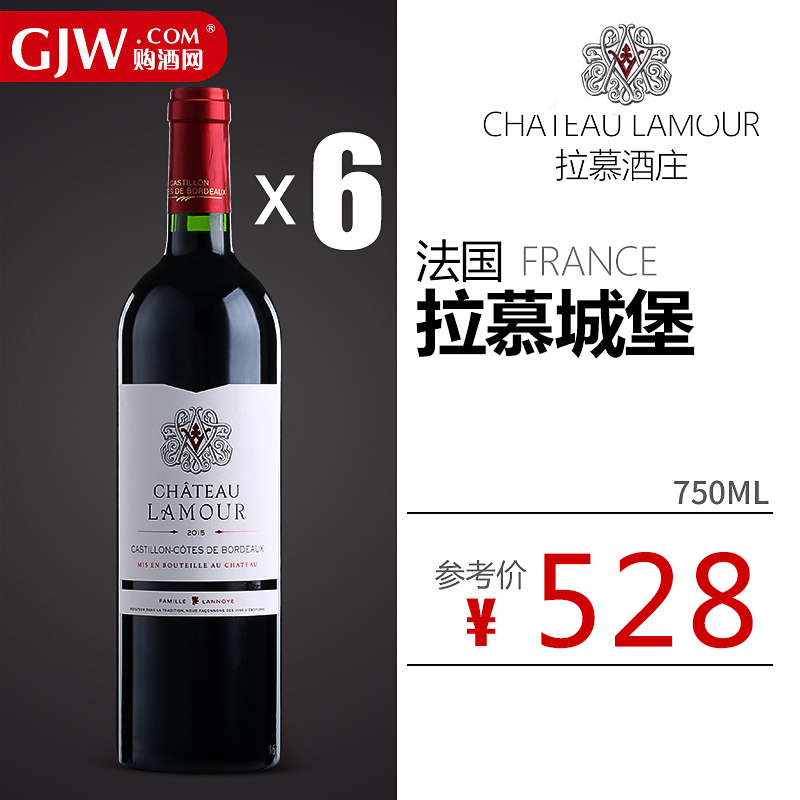 GJW.COM®
购酒网
CASTILLON
CÔTES DE BORDEAUX
X 6
CHÂTEAU
LAMOUR
2015
CASTILLON-CÔTES DE BORDEAUX
MIS EN BOUTEILLE AU CHATEAU
FAMILLE LANNOYE
CHATEAU LAMOUR
拉慕酒庄
法国 FRANCE
拉慕城堡
750ML
参考价
¥ 528